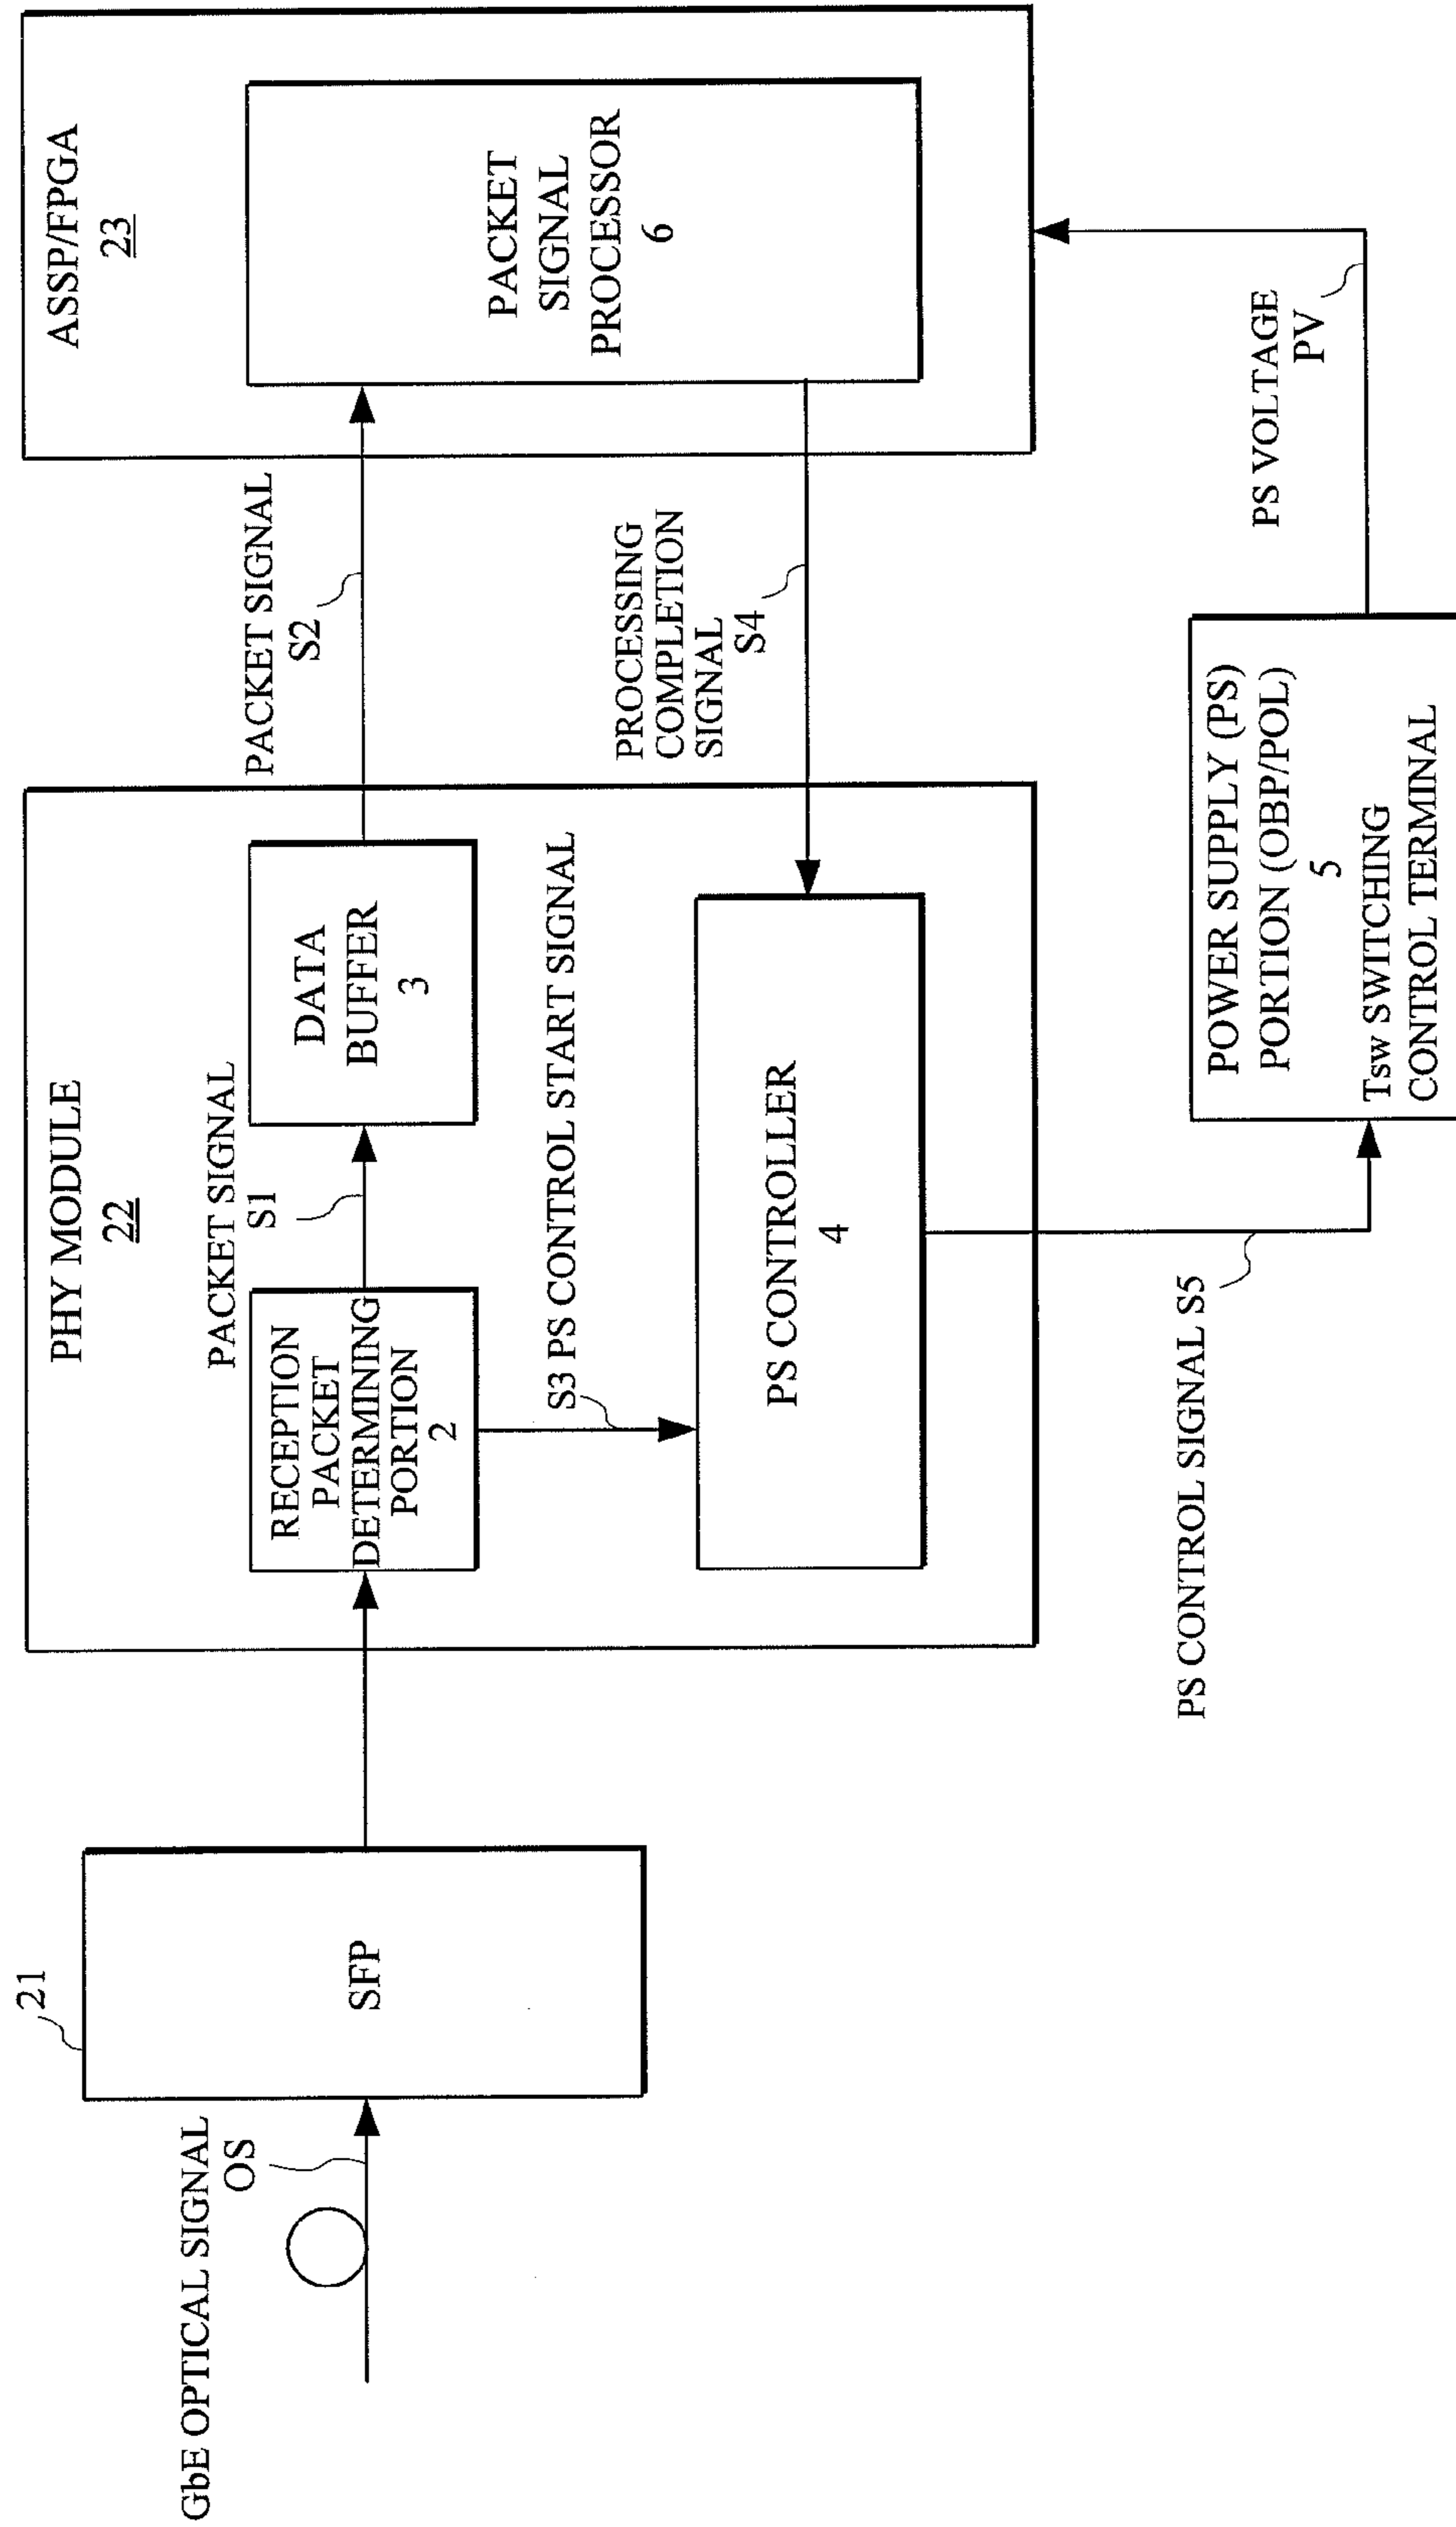 GbE OPTICAL SIGNAL
OS
21
SFP
PHY MODULE
22
PACKET SIGNAL
S1
RECEPTION
PACKET
DETERMINING
PORTION
2
DATA
BUFFER
3
S3 PS CONTROL START SIGNAL
PS CONTROLLER
4
PACKET SIGNAL
S2
PROCESSING
COMPLETION
SIGNAL
S4
ASSP/FPGA
23
PACKET
SIGNAL
PROCESSOR
6
PS CONTROL SIGNAL S5
POWER SUPPLY (PS)
PORTION (OBP/POL)
5
Tsw SWITCHING
CONTROL TERMINAL
PS VOLTAGE
PV